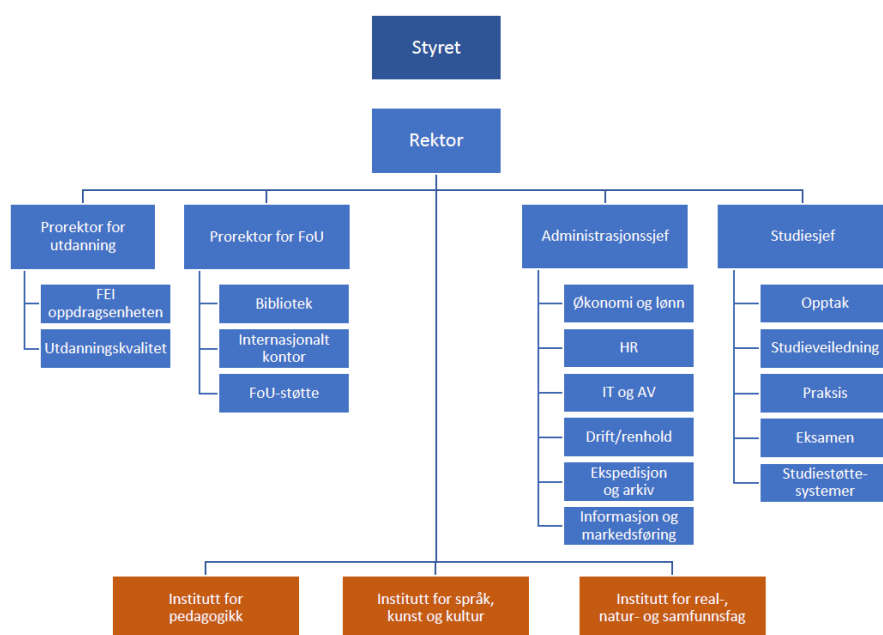 Styret
Rektor
Prorektor for
utdanning
FEI
oppdragsenheten
Utdanningskvalitet
Prorektor for FoU
Bibliotek
Internasjonalt
kontor
FoU-støtte
Administrasjonssjef
Økonomi og lønn
HR
IT og AV
Drift/renhold
Ekspedisjon
og arkiv
Informasjon og
markedsføring
Studiesjef
Opptak
Studieveiledning
Praksis
Eksamen
Studiestøtte-
systemer
Institutt for
pedagogikk
Institutt for språk,
kunst og kultur
Institutt for real-,
natur- og samfunnsfag